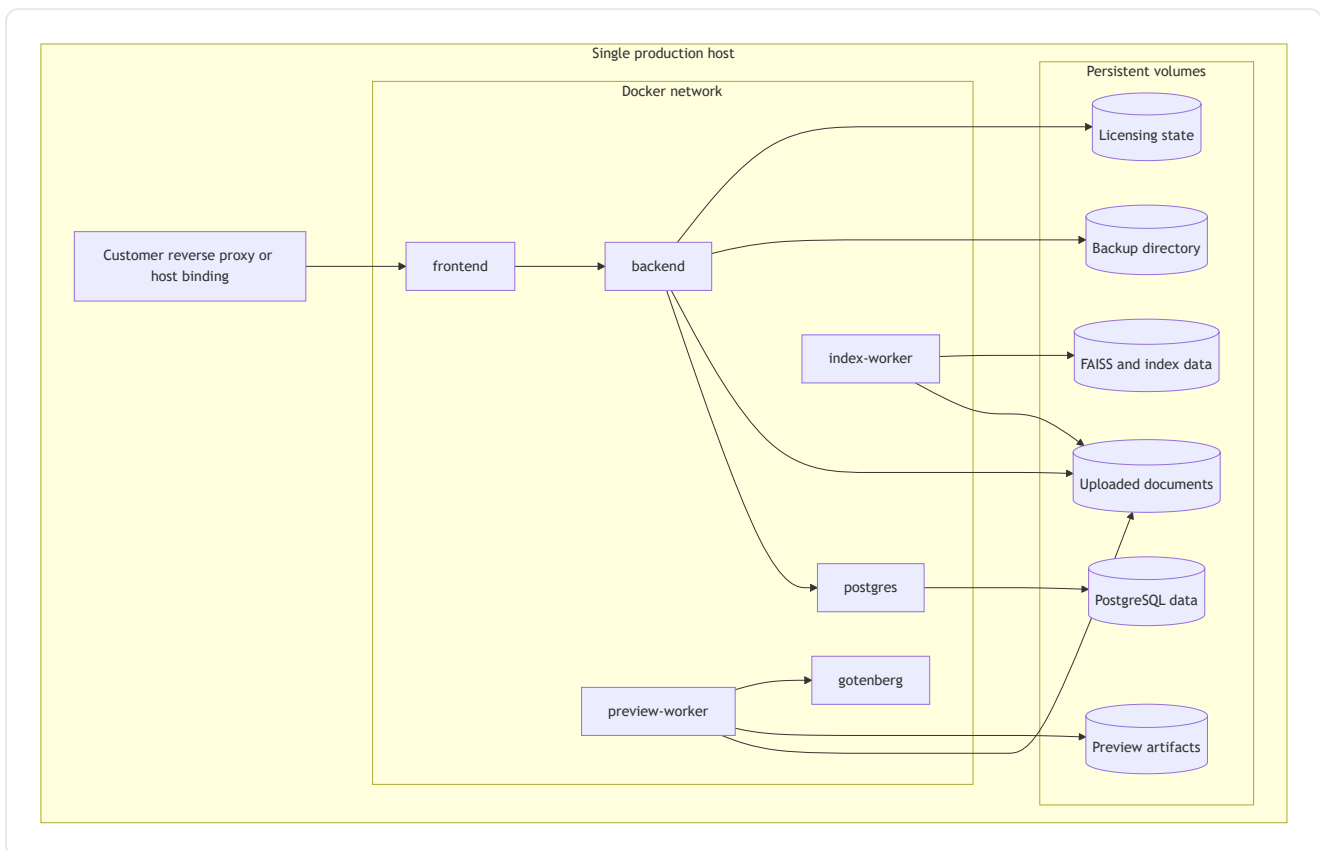 Single production host
Persistent volumes
Docker network
Licensing state
Customer reverse proxy or
host binding
frontend
backend
Backup directory
index-worker
FAISS and index data
Uploaded documents
postgres
PostgreSQL data
gotenberg
preview-worker
Preview artifacts